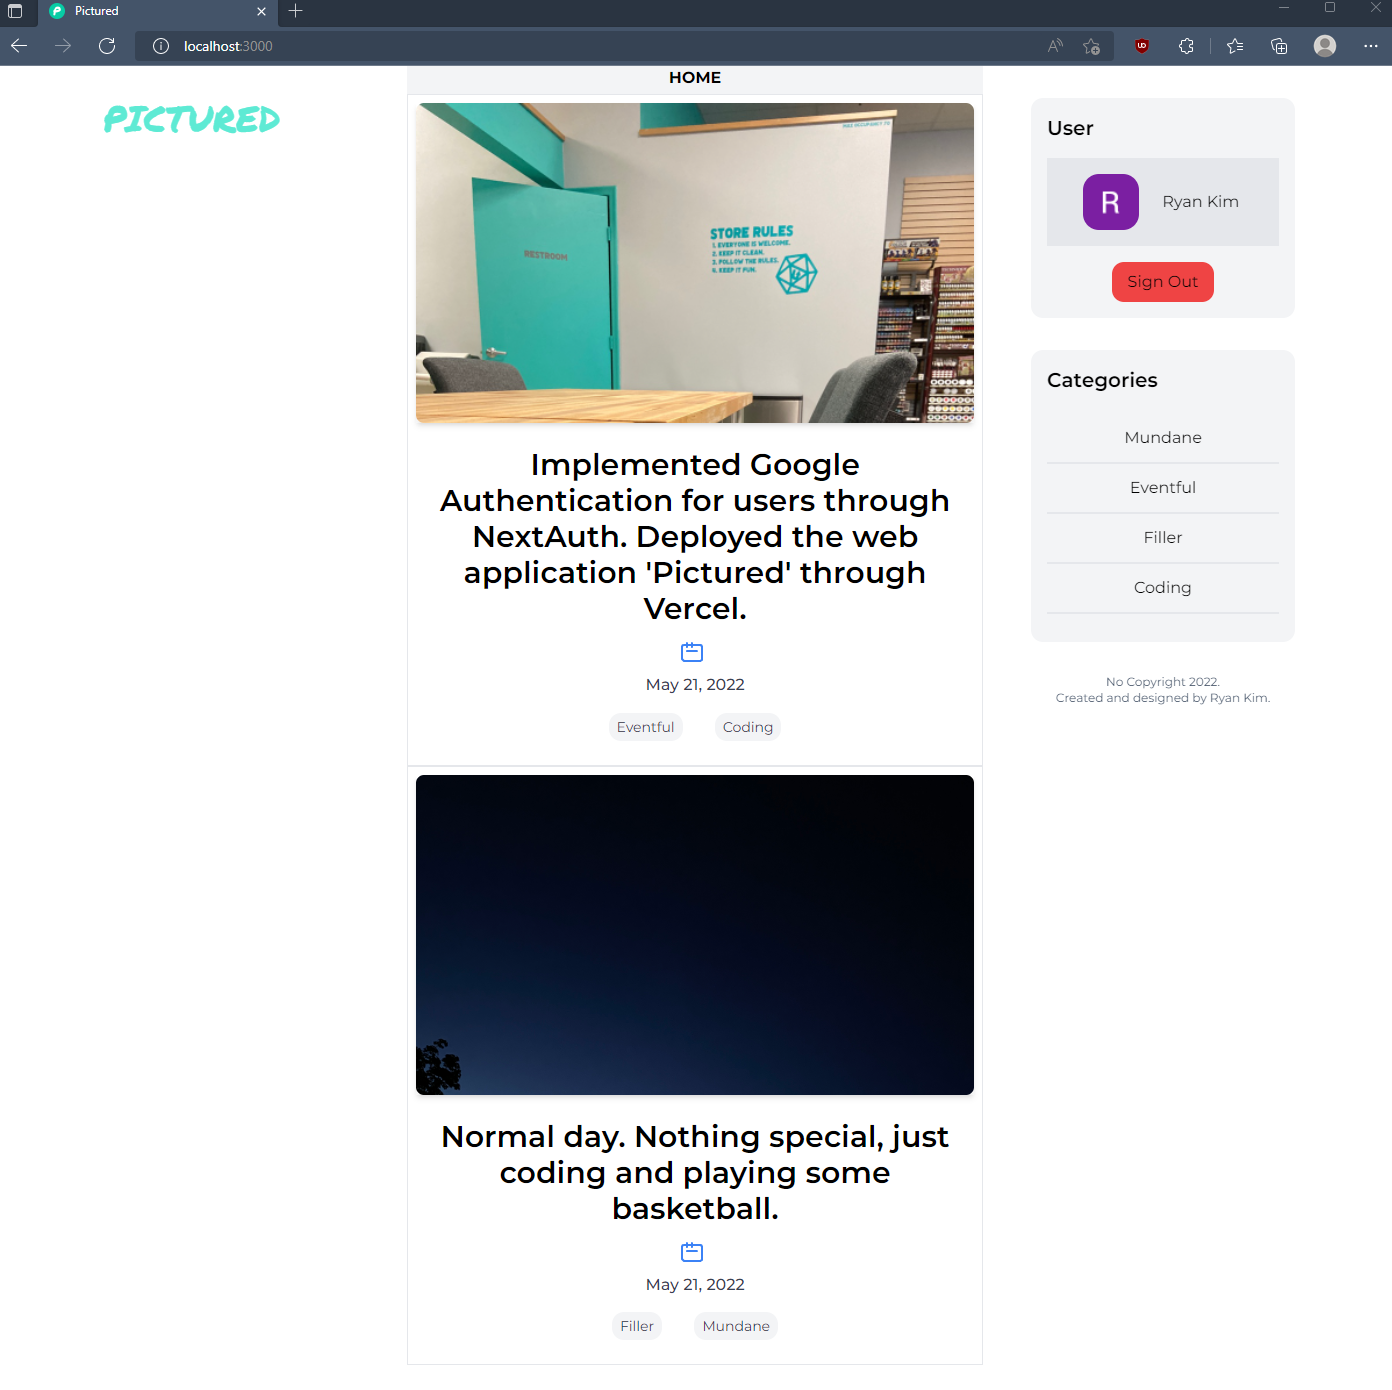 Pictured
localhost:3000
PICTURED
HOME
RESTROOM
MAX OCCUPANCY 70
STORE RULES
1. EVERYONE IS WELCOME.
2. KEEP IT CLEAN.
3. FOLLOW THE RULES.
4. KEEP IT FUN.
Implemented Google
Authentication for users through
NextAuth. Deployed the web
application 'Pictured' through
Vercel.
May 21, 2022
Eventful
Coding
Normal day. Nothing special, just
coding and playing some
basketball.
May 21, 2022
Filler
Mundane
User
R
Ryan Kim
Sign Out
Categories
Mundane
Eventful
Filler
Coding
No Copyright 2022.
Created and designed by Ryan Kim.